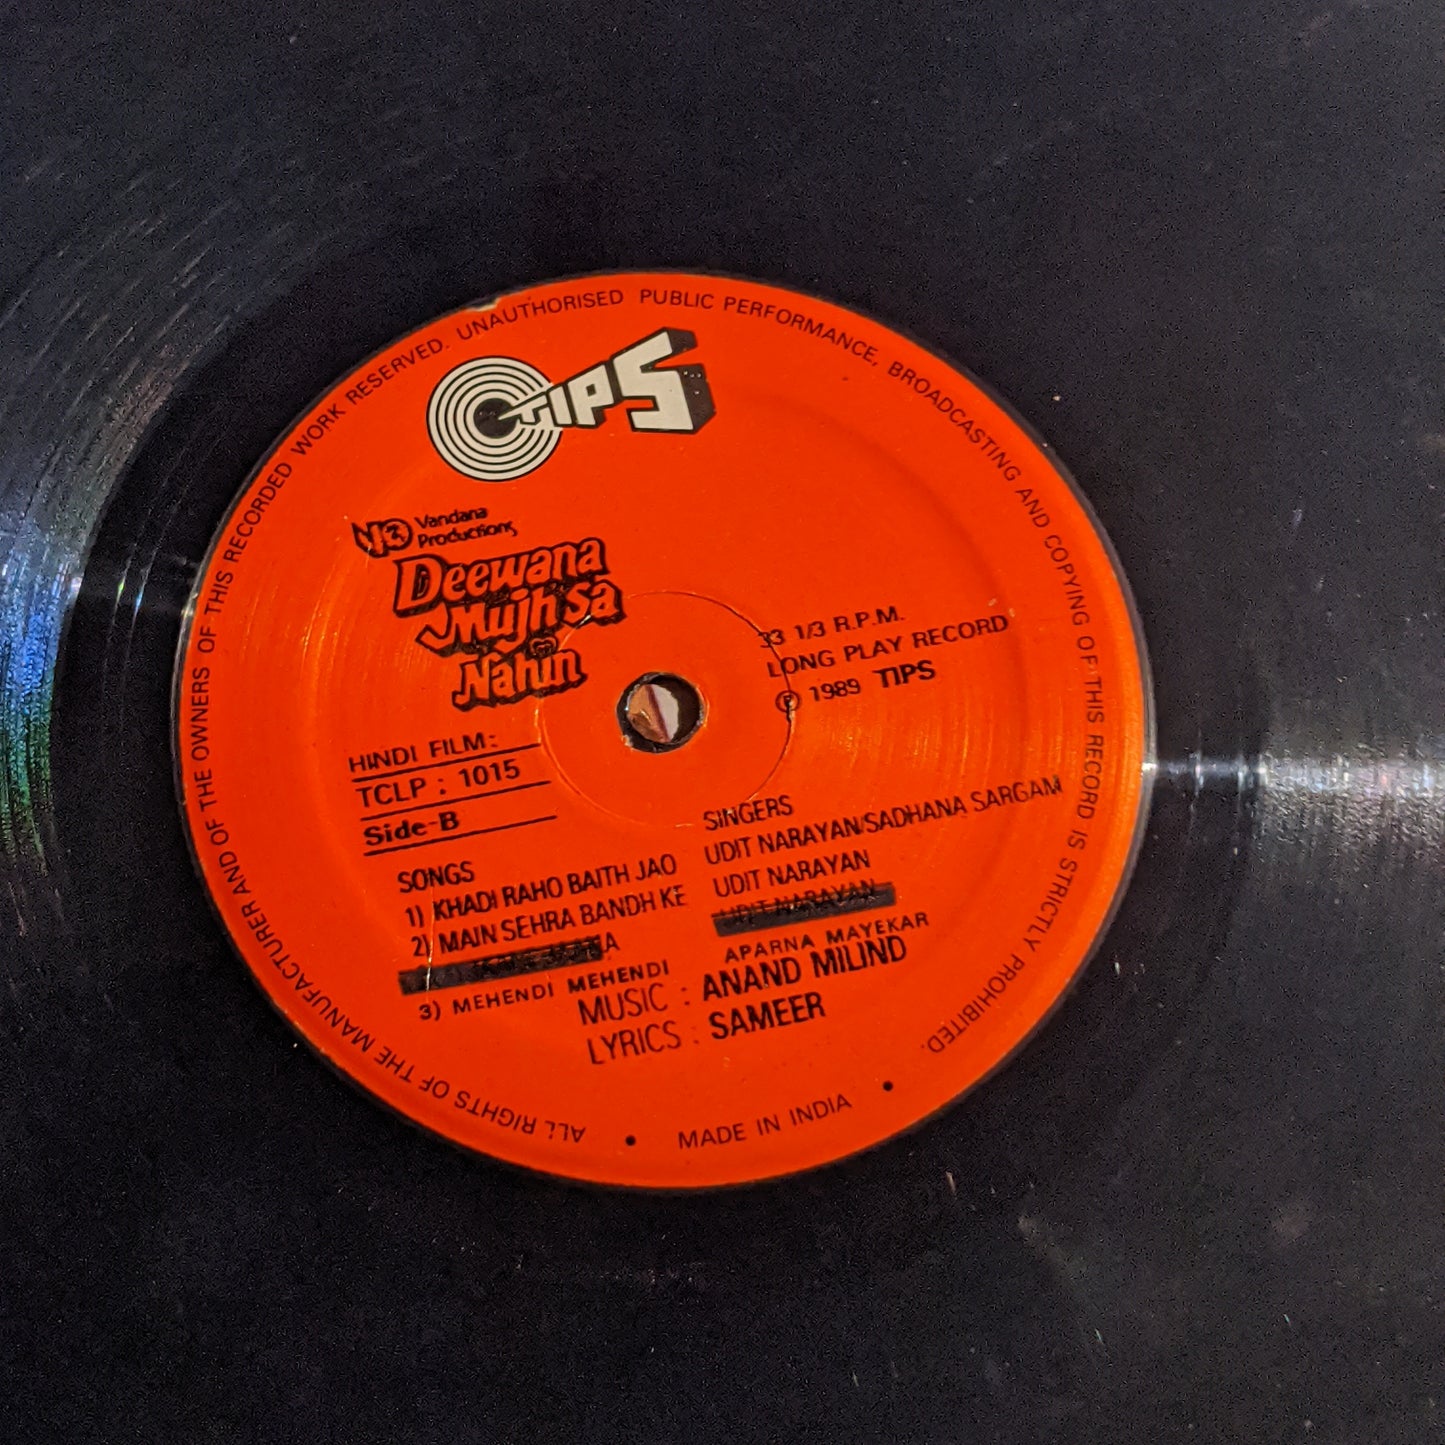 ALL RIGHTS OF THE MANUFACTURER AND OF THE OWNERS OF THIS RECORDED WORK RESERVED. UNAUTHORISED PUBLIC PERFORMANCE, BROADCASTING AND COPYING OF THIS RECORD IS STRICTLY PROHIBITED.
TIPS
Vandana
Productions
Deewana
Mujh sa
Nahin
33 1/3 R.P.M.
LONG PLAY RECORD
Ⓟ 1989 TIPS
HINDI FILM:
TCLP : 1015
Side-B
SONGS
1) KHADI RAHO BAITH JAO
2) MAIN SEHRA BANDH KE
3) MEHENDI MEHENDI
SINGERS
UDIT NARAYAN/SADHANA SARGAM
UDIT NARAYAN
UDIT NARAYAN
APARNA MAYEKAR
MUSIC : ANAND MILIND
LYRICS : SAMEER
MADE IN INDIA